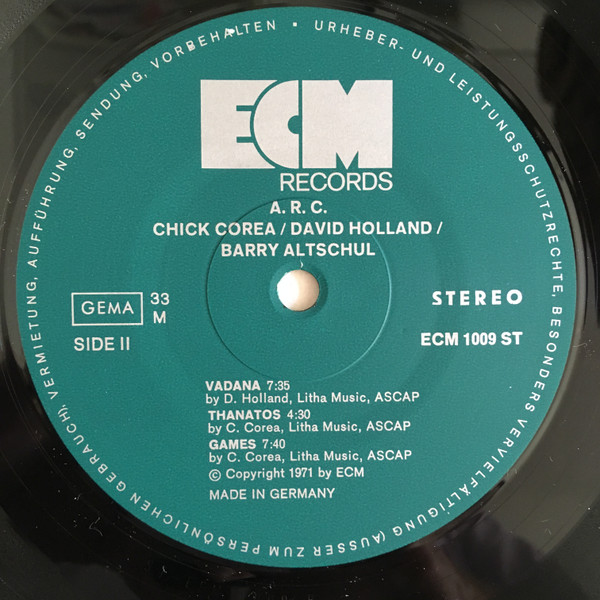 URHEBER- UND LEISTUNGSSCHUTZRECHTE, BESONDERS VERVIELFÄLTIGUNG (AUSSER ZUM PERSÖNLICHEN GEBRAUCH), VERMIETUNG, AUFFÜHRUNG, SENDUNG, VORBEHALTEN •
ECM
RECORDS
A. R. C.
CHICK COREA / DAVID HOLLAND /
BARRY ALTSCHUL
GEMA 33 STEREO
M
SIDE II ECM 1009 ST
VADANA 7:35
by D. Holland, Litha Music, ASCAP
THANATOS 4:30
by C. Corea, Litha Music, ASCAP
GAMES 7:40
by C. Corea, Litha Music, ASCAP
© Copyright 1971 by ECM
MADE IN GERMANY